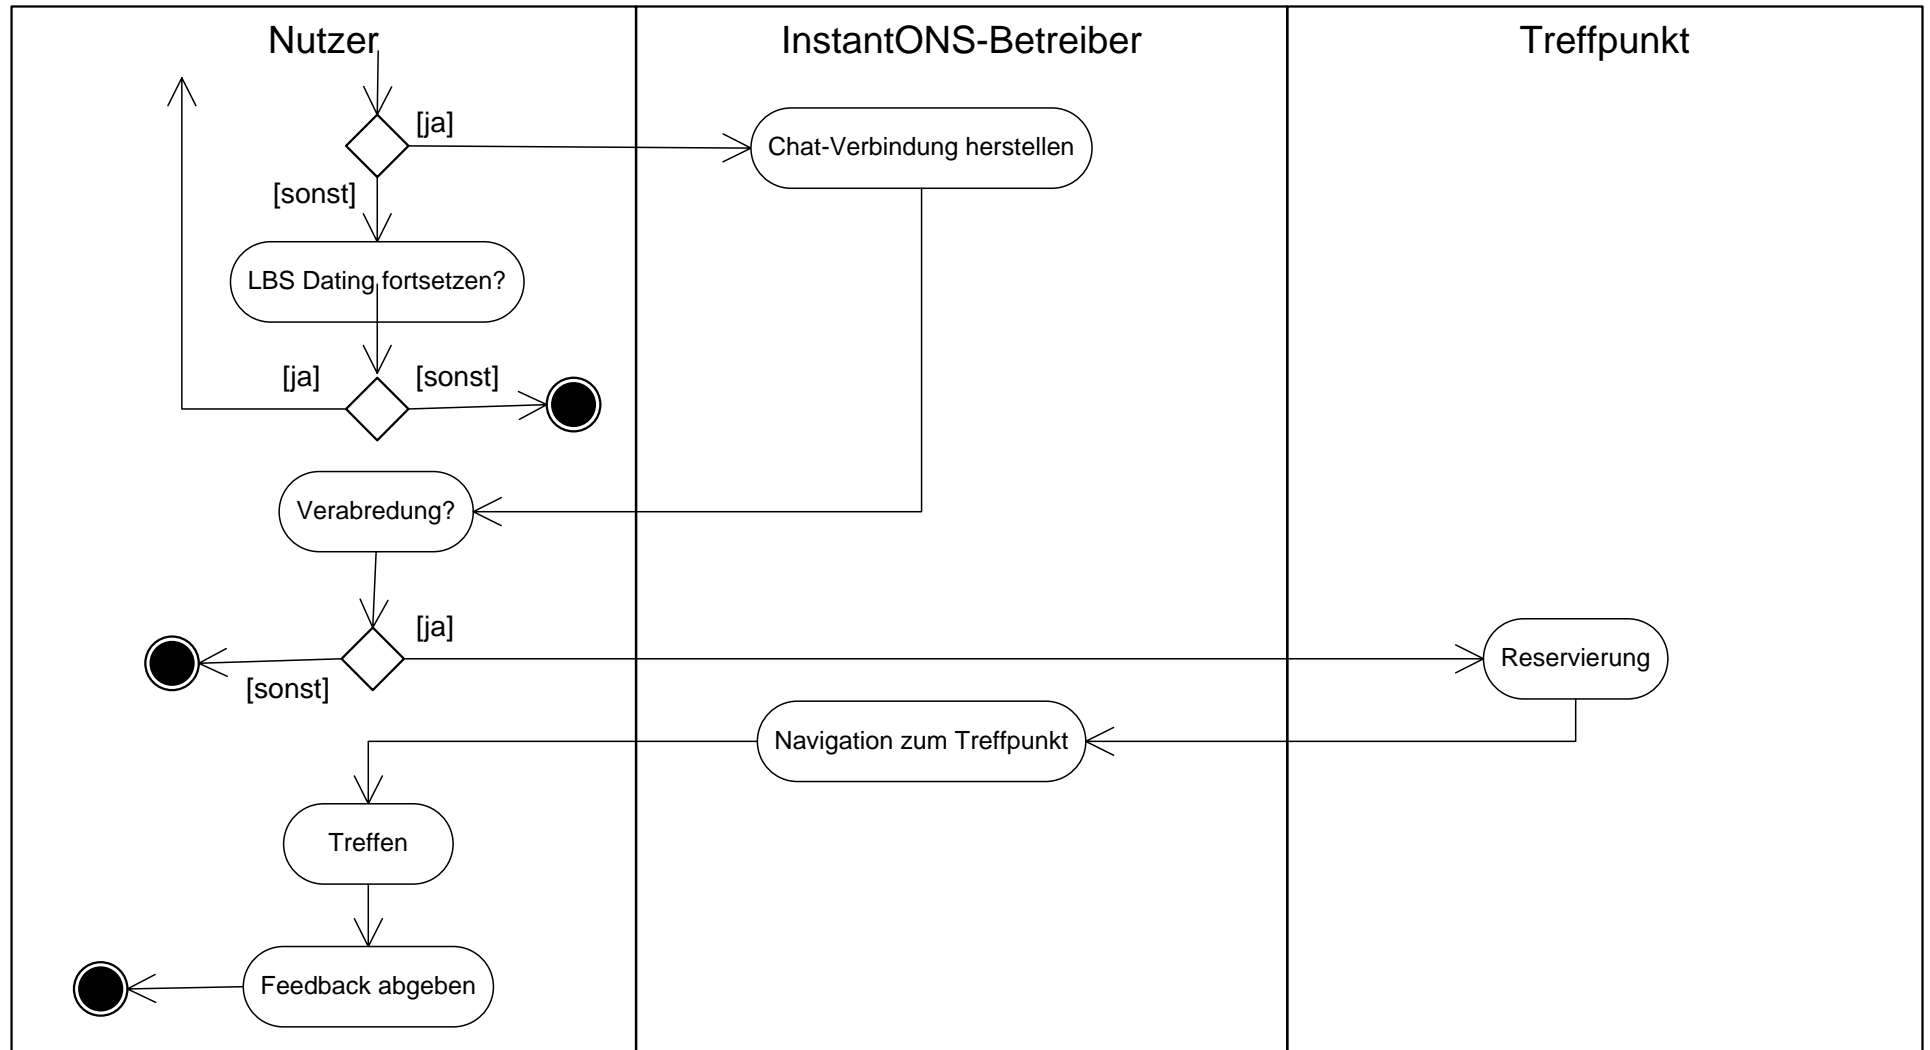 Nutzer
InstantONS-Betreiber
Treffpunkt
[ja]
Chat-Verbindung herstellen
[sonst]
LBS Dating fortsetzen?
[ja]
[sonst]
Verabredung?
[ja]
Reservierung
[sonst]
Navigation zum Treffpunkt
Treffen
Feedback abgeben